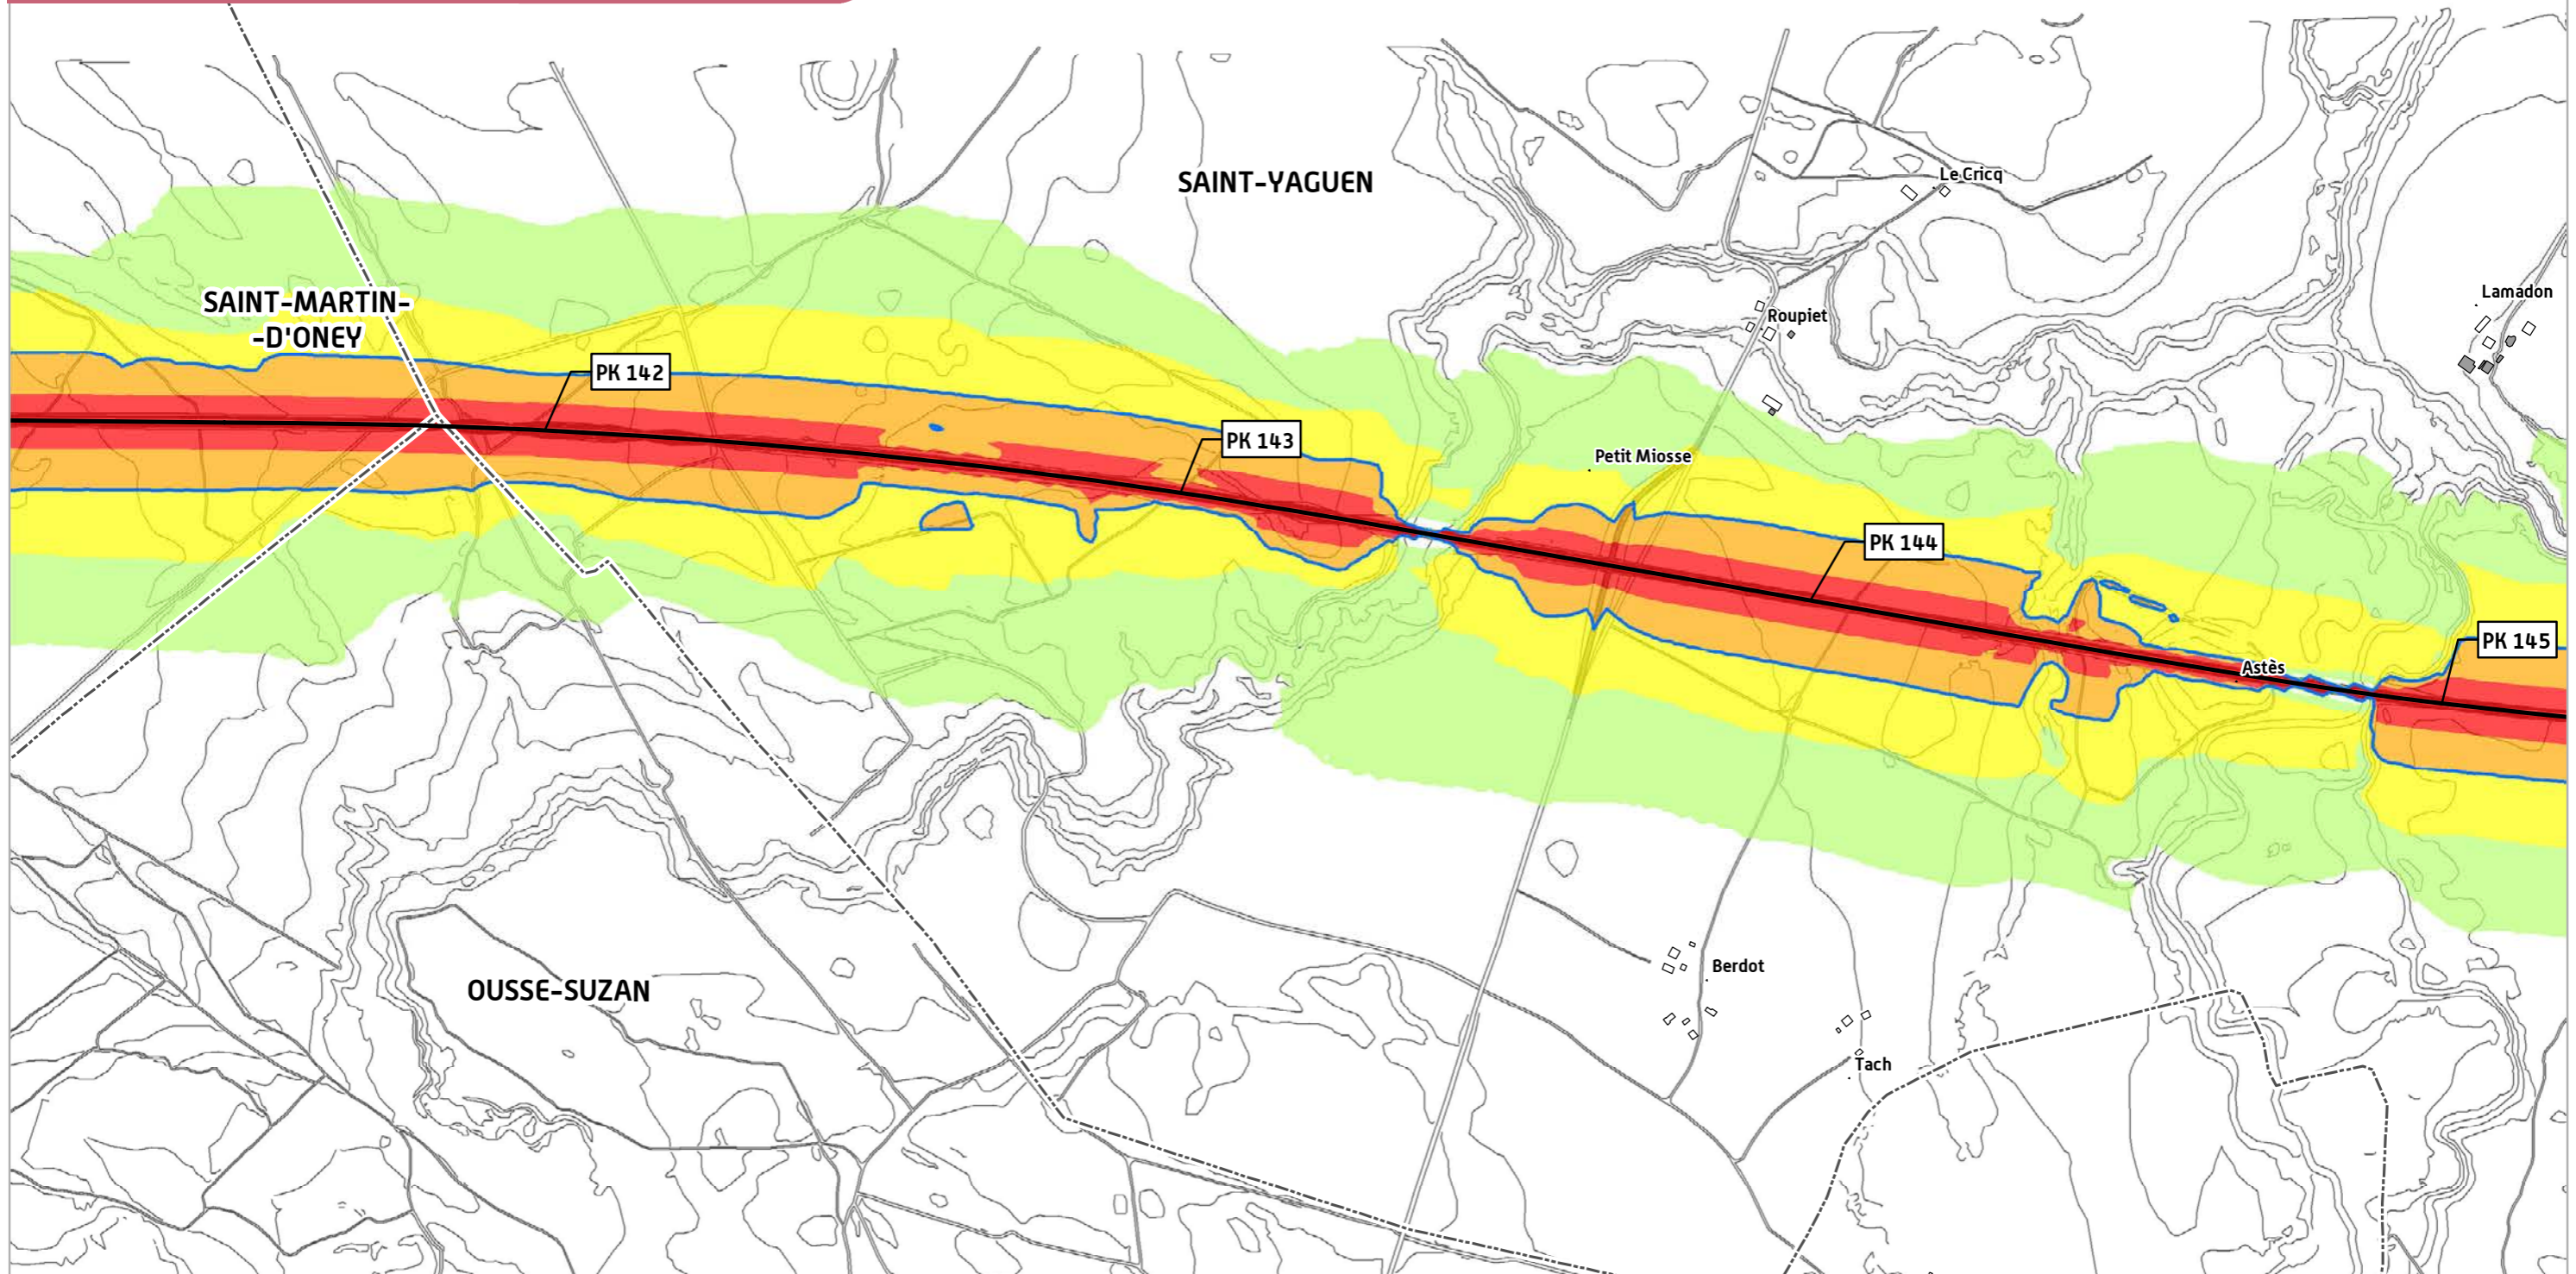 SAINT-YAGUEN
Le Cricq
Lamadon
SAINT-MARTIN-
-D'ONEY
Roupiet
PK 142
PK 143
Petit Miosse
PK 144
PK 145
Astès
Berdot
OUSSE-SUZAN
Tach